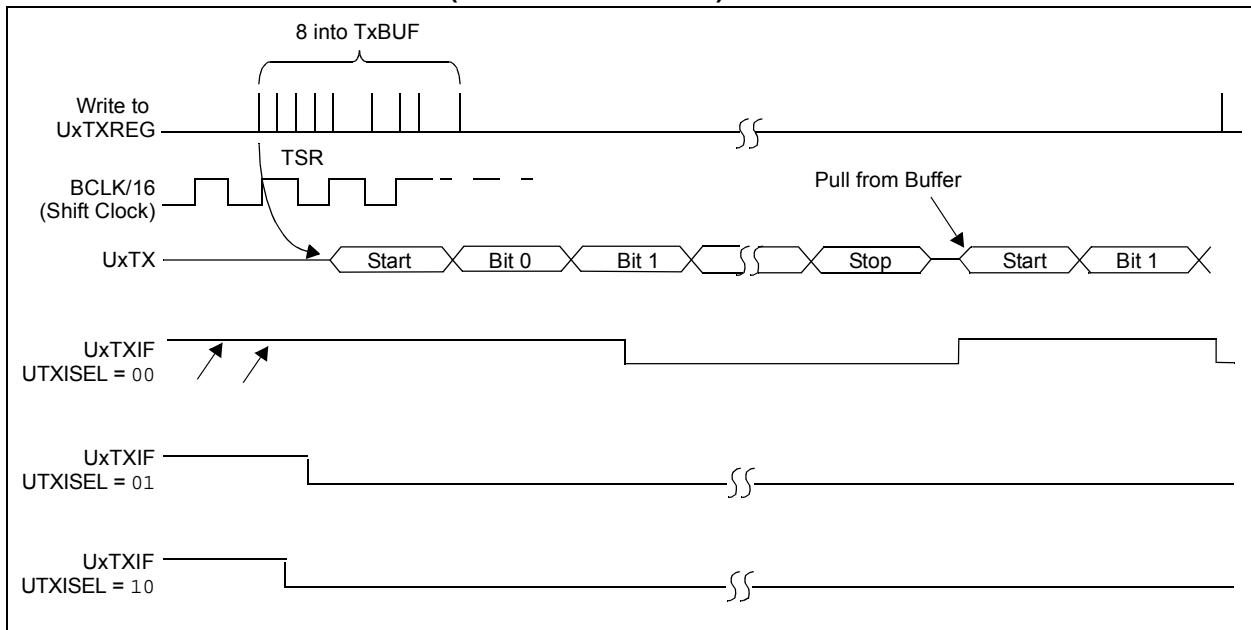 8 into TxBUF
Write to
UxTXREG
TSR
BCLK/16
(Shift Clock)
Pull from Buffer
UxTX
Start
Bit 0
Bit 1
Stop
Start
Bit 1
UxTXIF
UTXISEL = 00
UxTXIF
UTXISEL = 01
UxTXIF
UTXISEL = 10